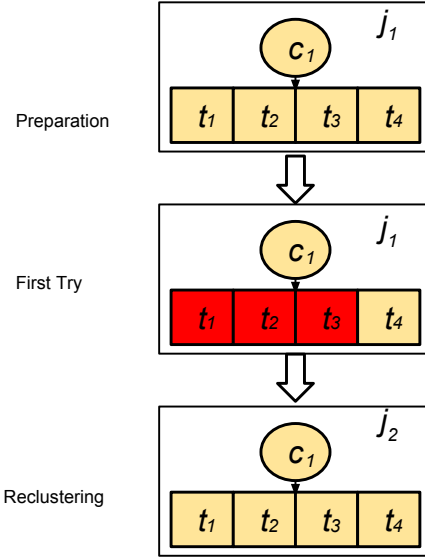 j1
c1
Preparation
t1 t2 t3 t4
j1
c1
First Try
t1 t2 t3 t4
j2
c1
Reclustering
t1 t2 t3 t4